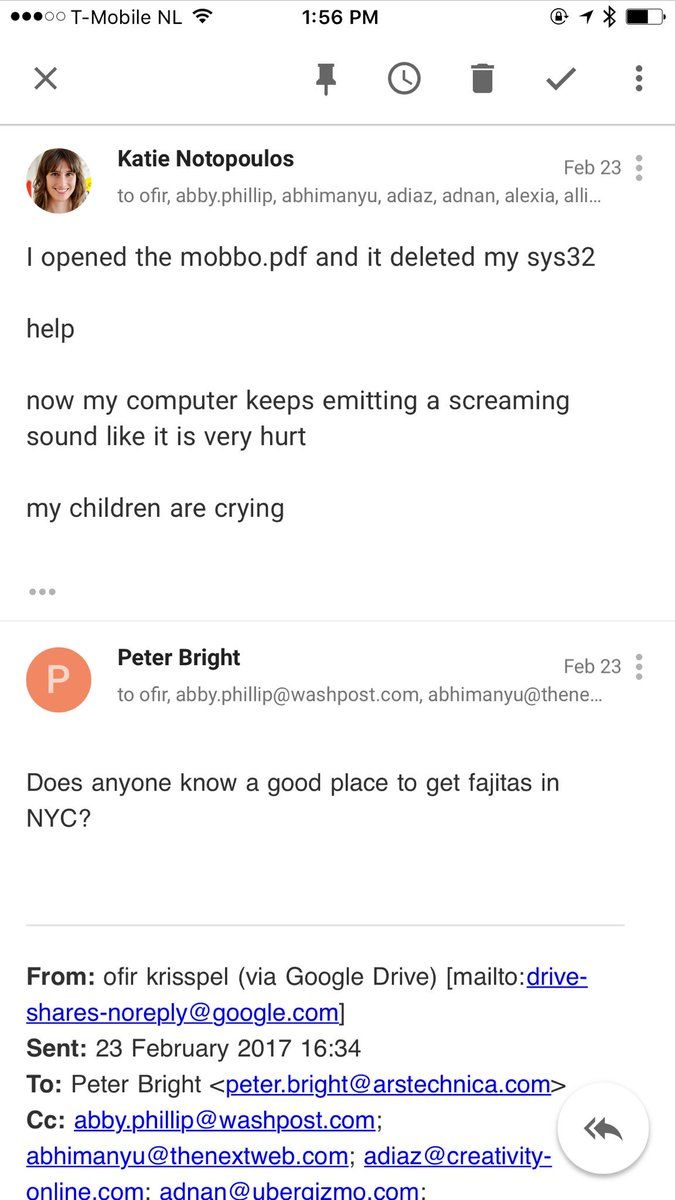 T-Mobile NL 1:56 PM
Katie Notopoulos
Feb 23
to ofir, abby.phillip, abhimanyu, adiaz, adnan, alexia, alli...
I opened the mobbo.pdf and it deleted my sys32
help
now my computer keeps emitting a screaming
sound like it is very hurt
my children are crying
P
Peter Bright
Feb 23
to ofir, abby.phillip@washpost.com, abhimanyu@thene...
Does anyone know a good place to get fajitas in
NYC?
From: ofir krisspel (via Google Drive) [mailto:drive-
shares-noreply@google.com]
Sent: 23 February 2017 16:34
To: Peter Bright <peter.bright@arstechnica.com>
Cc: abby.phillip@washpost.com;
abhimanyu@thenextweb.com; adiaz@creativity-
online.com; adnan@ubergizmo.com;